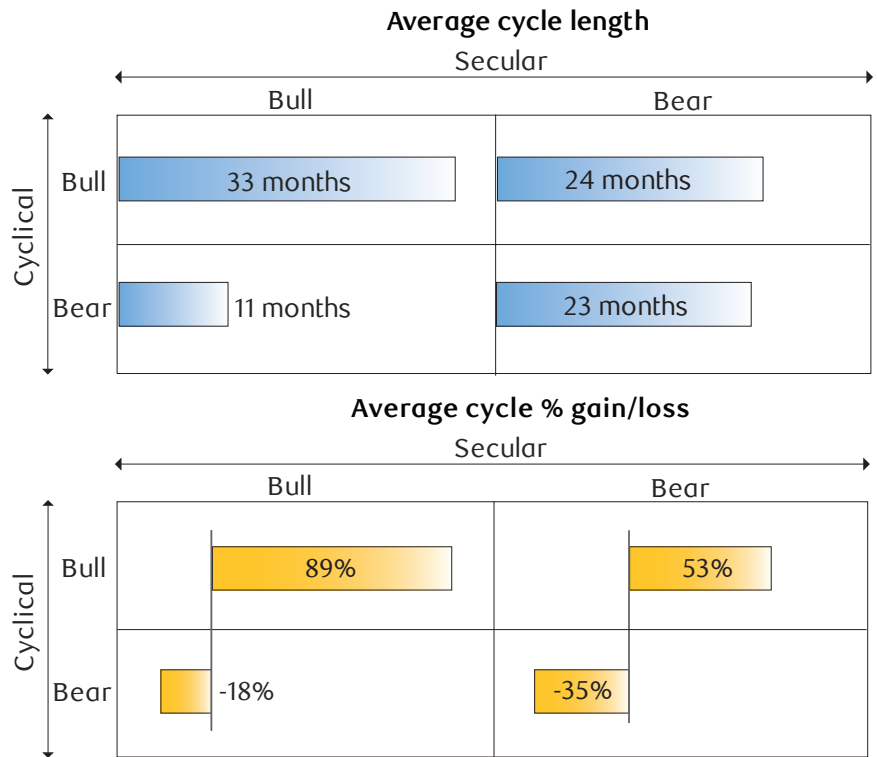 Average cycle length
Secular
Bull Bear
Cyclical
Bull 33 months 24 months
Bear 11 months 23 months
Average cycle % gain/loss
Secular
Bull Bear
Cyclical
Bull 89% 53%
Bear -18% -35%